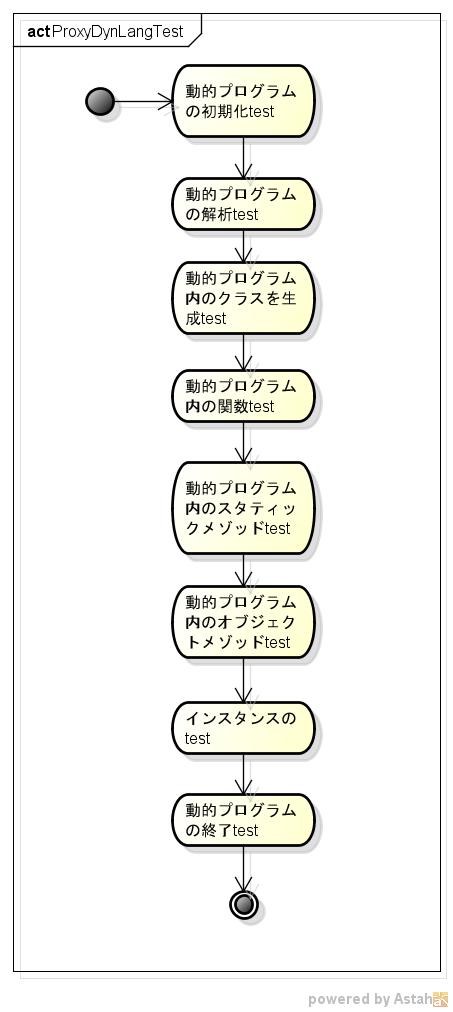 act ProxyDynLangTest
動的プログラム
の初期化test
動的プログラム
の解析test
動的プログラム
内のクラスを生
成test
動的プログラム
内の関数test
動的プログラム
内のスタティッ
クメゾッドtest
動的プログラム
内のオブジェク
トメゾッドtest
インスタンスの
test
動的プログラム
の終了test
powered by Astah